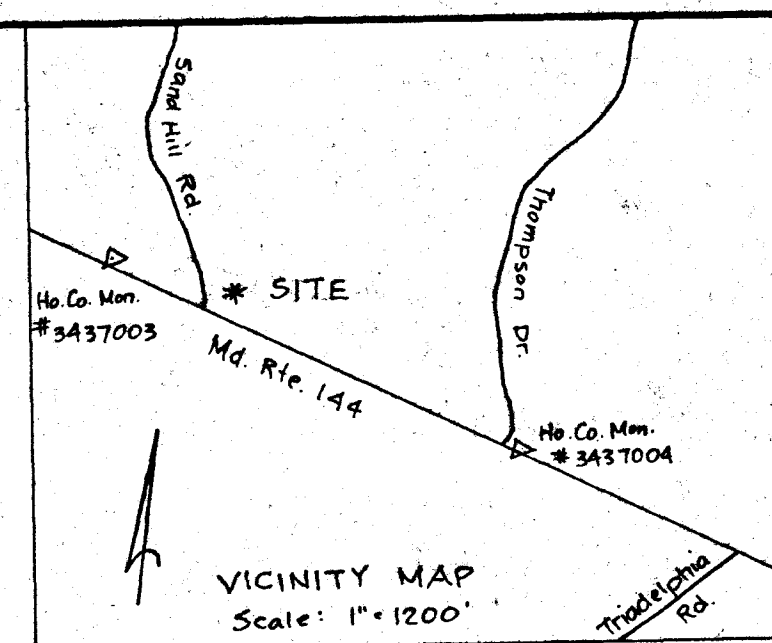 Sand Hill Rd.
Thompson Dr.
* SITE
Ho.Co. Mon.
#3437003
Md. Rte. 144
Ho.Co. Mon.
#3437004
VICINITY MAP
Scale: 1"=1200'
Triadelphia
Rd.